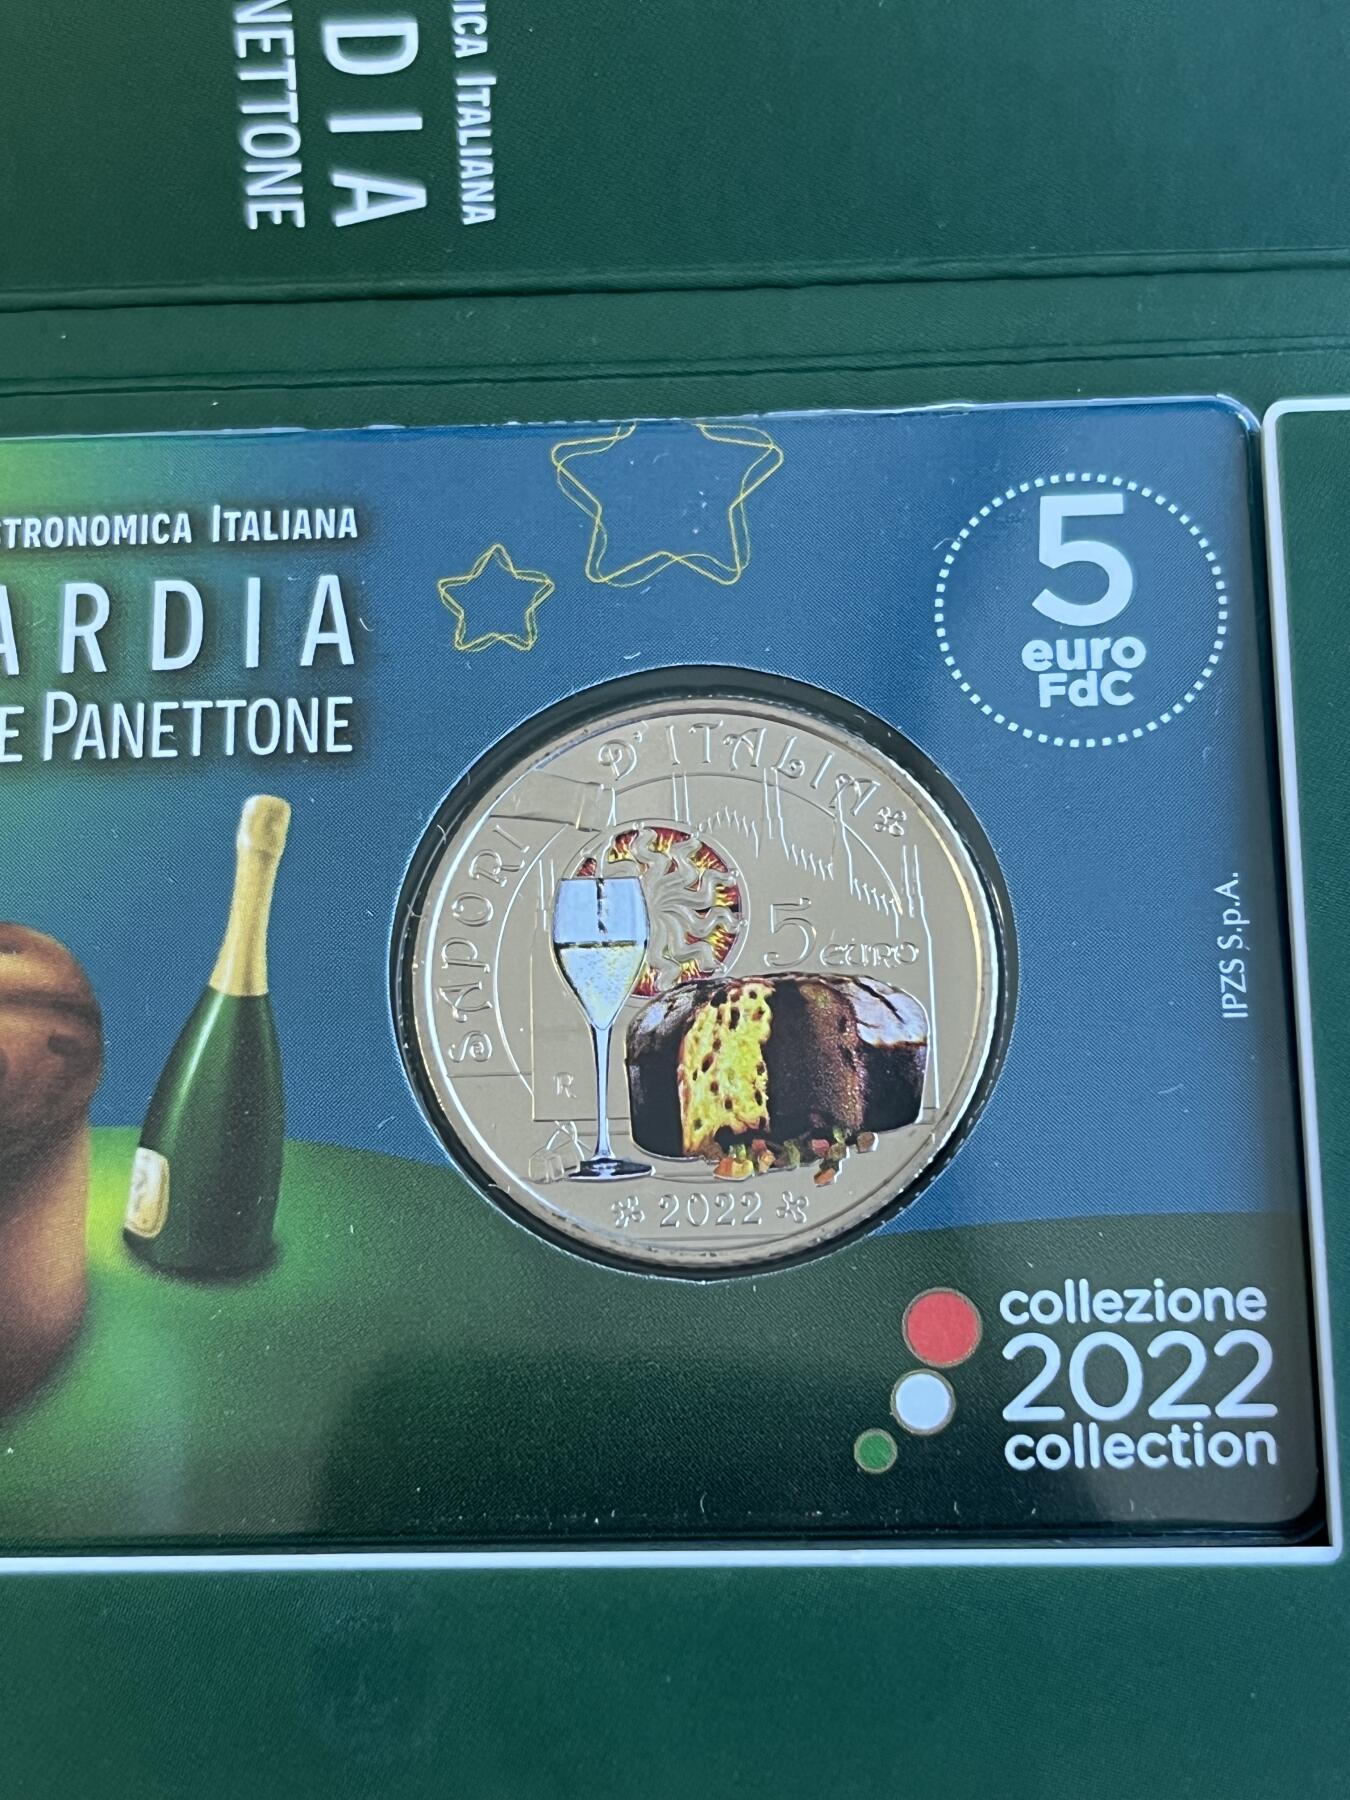 ICA ITALIANA
DIA
NETTONE
STRONOMICA ITALIANA
ARDIA
E PANETTONE
5
euro
FdC
SAPORI D'ITALIA
5 EURO
R
2022
IPZS S.p.A.
collezione
2022
collection